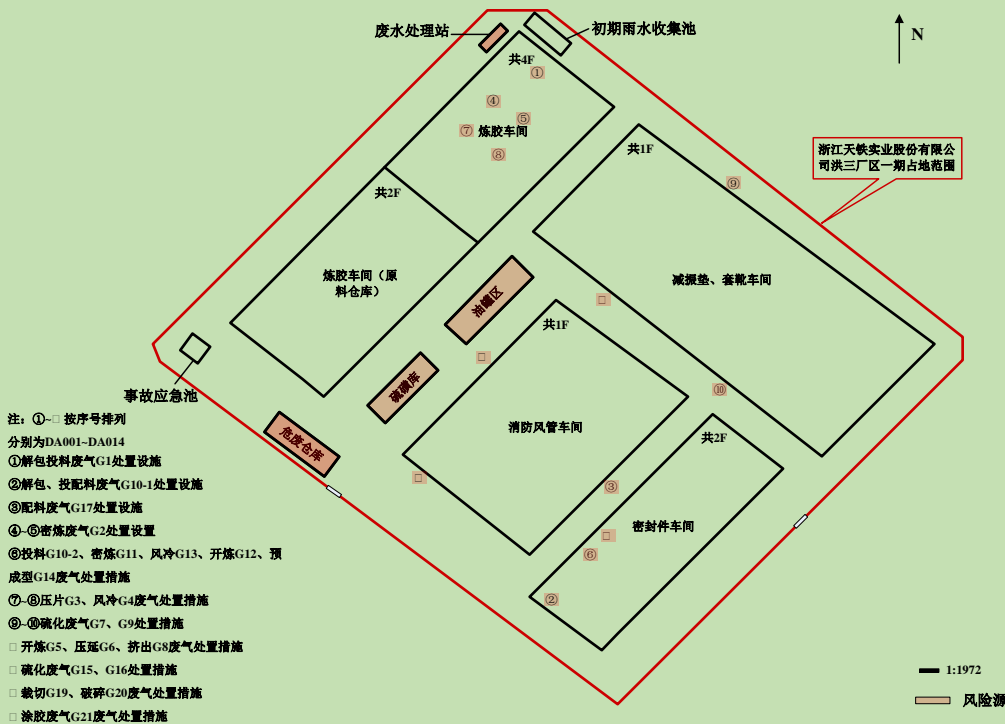 废水处理站
初期雨水收集池
N
共4F
①
④
⑤
⑦
炼胶车间
⑧
共1F
浙江天铁实业股份有限公
司洪三厂区一期占地范围
⑨
共2F
炼胶车间（原
料仓库）
减振垫、套靴车间
油罐区
□
共1F
□
硫磺库
⑩
事故应急池
消防风管车间
共2F
危废仓库
□
③
密封件车间
□
⑥
②
注：①~□ 按序号排列
分别为DA001~DA014
①解包投料废气G1处置设施
②解包、投配料废气G10-1处置设施
③配料废气G17处置设施
④~⑤密炼废气G2处置设置
⑥投料G10-2、密炼G11、风冷G13、开炼G12、预
成型G14废气处置措施
⑦~⑧压片G3、风冷G4废气处置措施
⑨~⑩硫化废气G7、G9处置措施
□ 开炼G5、压延G6、挤出G8废气处置措施
□ 硫化废气G15、G16处置措施
□ 裁切G19、破碎G20废气处置措施
□ 涂胶废气G21废气处置措施
1:1972
风险源